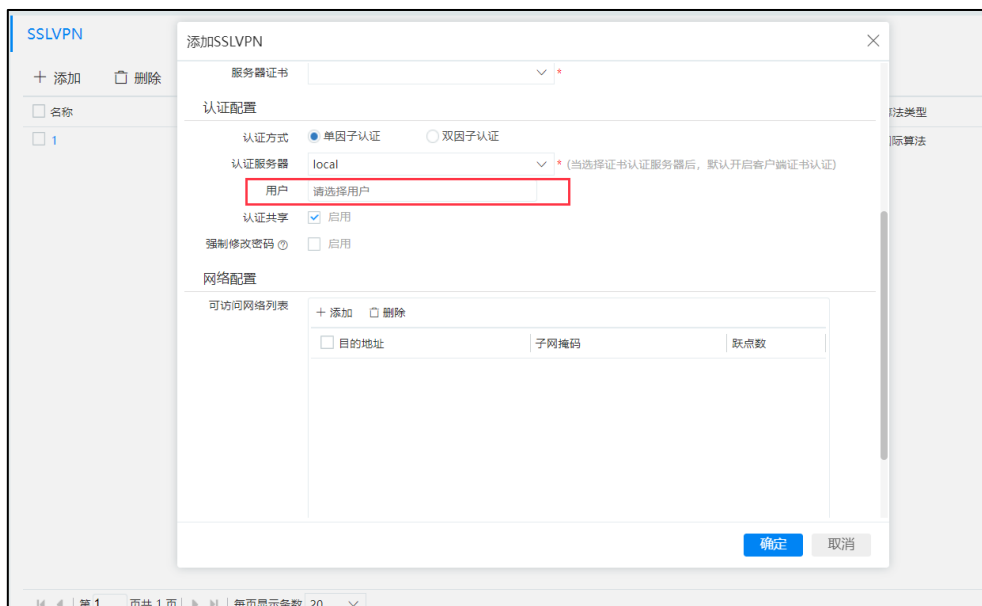 SSLVPN
添加SSLVPN
添加 删除
服务器证书 *
名称
认证配置
法类型
1
认证方式 单因子认证 双因子认证
际算法
认证服务器 local * (当选择证书认证服务器后，默认开启客户端证书认证)
用户 请选择用户
认证共享 启用
强制修改密码 ? 启用
网络配置
可访问网络列表
添加 删除
目的地址 子网掩码 跃点数
确定 取消
第 1 页共 1 页 每页显示条数 20